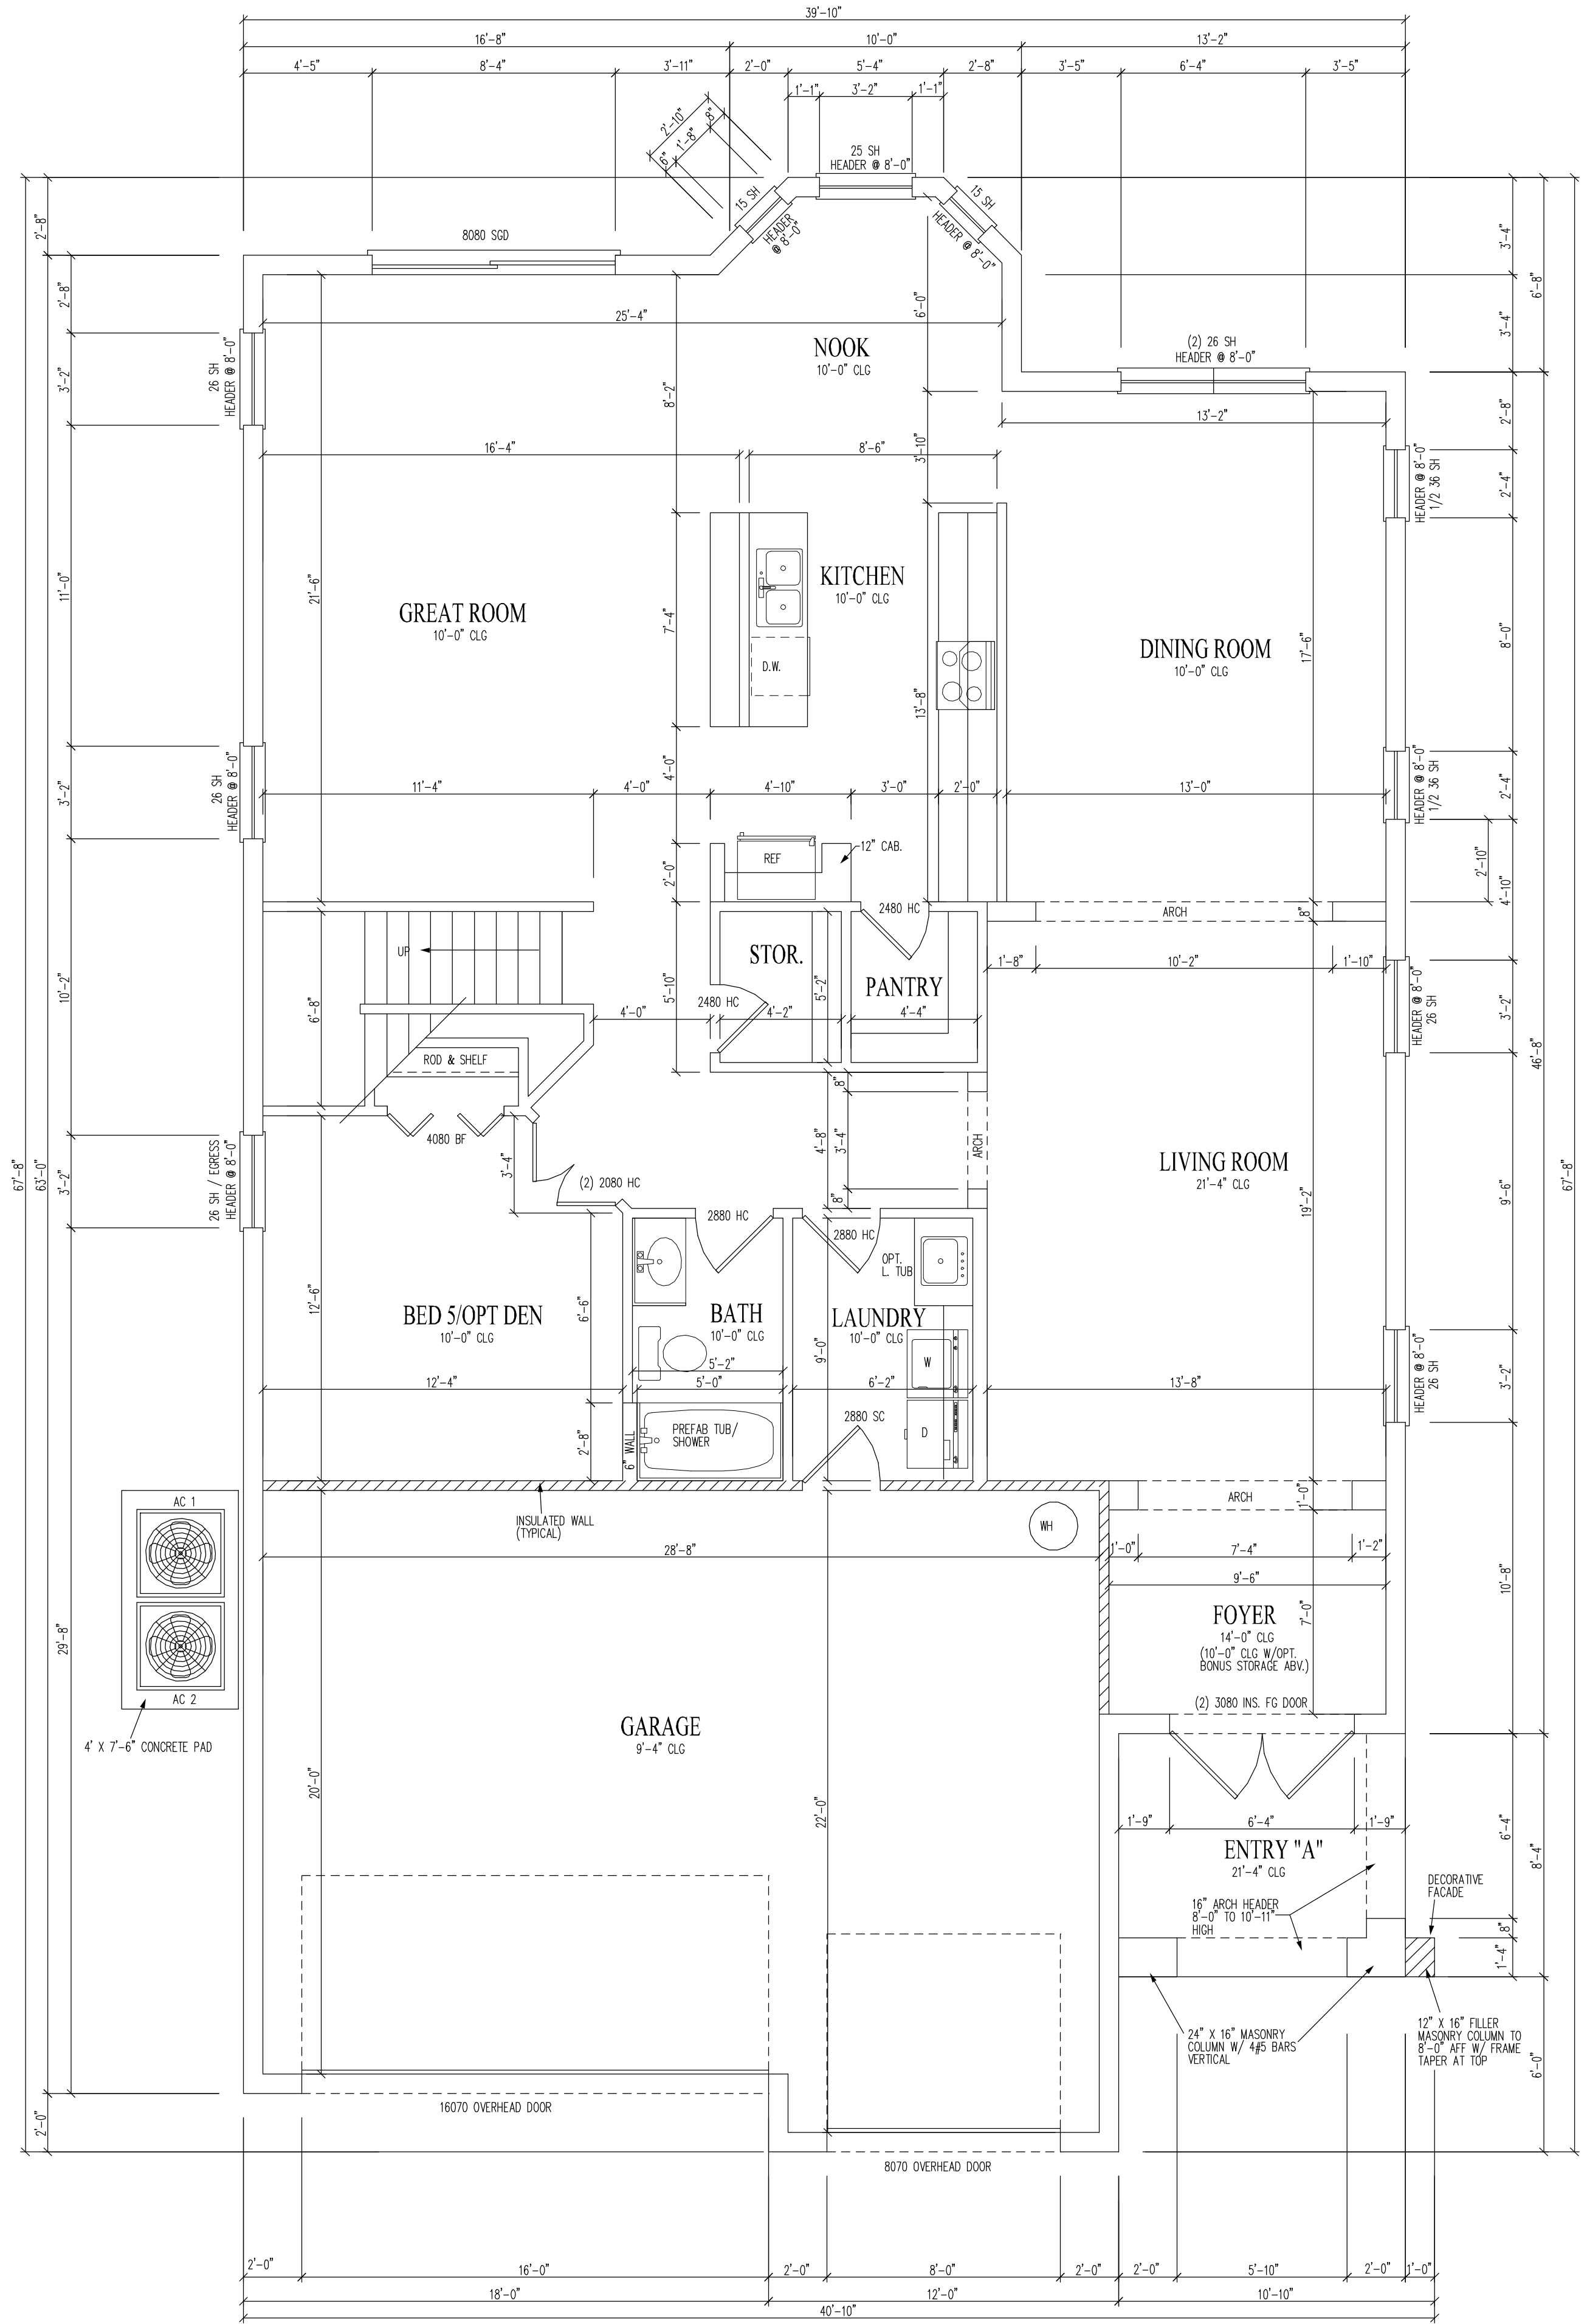 39'-10"
16'-8" 10'-0" 13'-2"
4'-5" 8'-4" 3'-11" 2'-0" 5'-4" 2'-8" 3'-5" 6'-4" 3'-5"
1'-1" 3'-2" 1'-1"
2'-10"
6" 1'-8" 8"
25 SH
HEADER @ 8'-0"
15 SH
HEADER
@ 8'-0"
15 SH
HEADER @ 8'-0"
8080 SGD
2'-8"
3'-4"
6'-8"
2'-8"
3'-4"
25'-4"
6'-0"
NOOK
10'-0" CLG
(2) 26 SH
HEADER @ 8'-0"
26 SH
HEADER @ 8'-0"
3'-2"
8'-2"
13'-2"
2'-8"
16'-4" 8'-6"
3'-10"
HEADER @ 8'-0"
1/2 36 SH
2'-4"
11'-0"
21'-6"
GREAT ROOM
10'-0" CLG
7'-4"
KITCHEN
10'-0" CLG
D.W.
13'-8"
DINING ROOM
10'-0" CLG
17'-6"
8'-0"
26 SH
HEADER @ 8'-0"
3'-2"
4'-0"
11'-4" 4'-0" 4'-10" 3'-0" 2'-0" 13'-0"
HEADER @ 8'-0"
1/2 36 SH
2'-4"
2'-10"
4'-10"
REF
12" CAB.
2'-0"
2480 HC
ARCH
8"
UP
STOR.
PANTRY
1'-8" 10'-2" 1'-10"
10'-2"
6'-8"
5'-10"
2480 HC
5'-2"
4'-0" 4'-2" 4'-4"
HEADER @ 8'-0"
26 SH
3'-2"
46'-8"
ROD & SHELF
4080 BF
8"
4'-8"
3'-4"
8"
ARCH
67'-8"
63'-0"
26 SH / EGRESS
HEADER @ 8'-0"
3'-2"
3'-4"
(2) 2080 HC
LIVING ROOM
21'-4" CLG
19'-2"
9'-6"
67'-8"
2880 HC
2880 HC
OPT.
L. TUB
12'-6"
BED 5/OPT DEN
10'-0" CLG
6'-6"
BATH
10'-0" CLG
LAUNDRY
10'-0" CLG
W
9'-0"
5'-2"
12'-4" 5'-0" 6'-2" 13'-8"
HEADER @ 8'-0"
26 SH
3'-2"
2'-8"
6" WALL
PREFAB TUB/
SHOWER
2880 SC
D
AC 1
INSULATED WALL
(TYPICAL)
WH
ARCH
1'-0"
28'-8"
1'-0" 7'-4" 1'-2"
9'-6"
10'-8"
29'-8"
FOYER
14'-0" CLG
(10'-0" CLG W/OPT.
BONUS STORAGE ABV.)
7'-0"
AC 2
4' X 7'-6" CONCRETE PAD
GARAGE
9'-4" CLG
(2) 3080 INS. FG DOOR
20'-0"
22'-0"
1'-9" 6'-4" 1'-9"
6'-4"
8'-4"
ENTRY "A"
21'-4" CLG
16" ARCH HEADER
8'-0" TO 10'-11"
HIGH
DECORATIVE
FACADE
8"
1'-4"
24" X 16" MASONRY
COLUMN W/ 4#5 BARS
VERTICAL
12" X 16" FILLER
MASONRY COLUMN TO
8'-0" AFF W/ FRAME
TAPER AT TOP
6'-0"
2'-0"
16070 OVERHEAD DOOR
8070 OVERHEAD DOOR
2'-0" 16'-0" 2'-0" 8'-0" 2'-0" 2'-0" 5'-10" 2'-0" 1'-0"
18'-0" 12'-0" 10'-10"
40'-10"